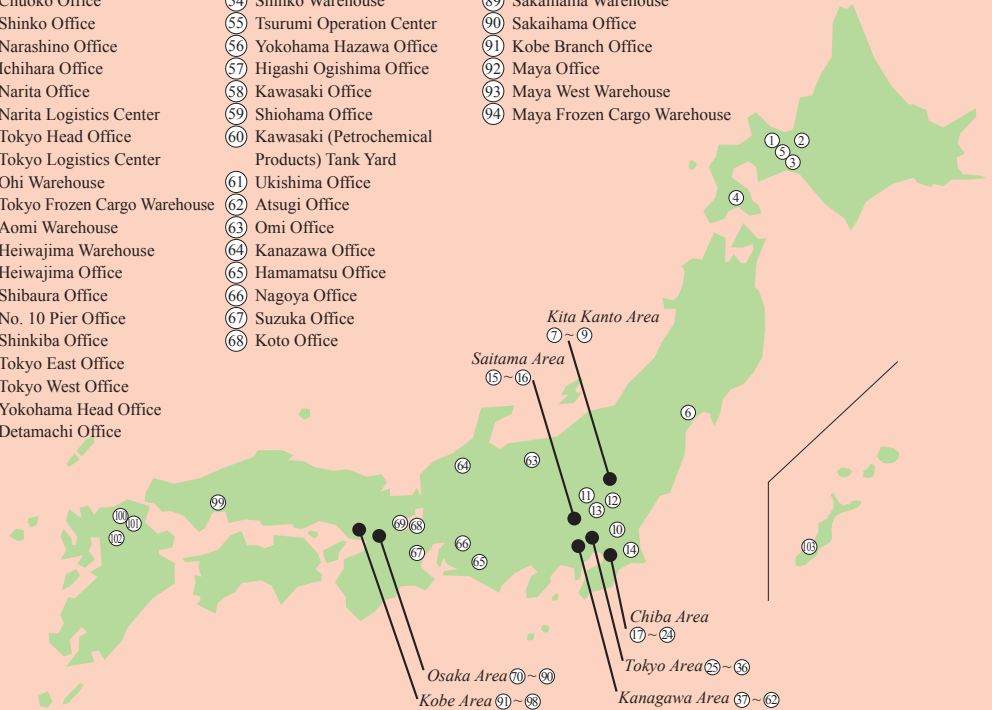 Chuoko Office
Shinko Office
Narashino Office
Ichihara Office
Narita Office
Narita Logistics Center
Tokyo Head Office
Tokyo Logistics Center
Ohi Warehouse
Tokyo Frozen Cargo Warehouse
Aomi Warehouse
Heiwajima Warehouse
Heiwajima Office
Shibaura Office
No. 10 Pier Office
Shinkiba Office
Tokyo East Office
Tokyo West Office
Yokohama Head Office
Detamachi Office
54 Shinko Warehouse
55 Tsurumi Operation Center
56 Yokohama Hazawa Office
57 Higashi Ogishima Office
58 Kawasaki Office
59 Shiohama Office
60 Kawasaki (Petrochemical
Products) Tank Yard
61 Ukishima Office
62 Atsugi Office
63 Omi Office
64 Kanazawa Office
65 Hamamatsu Office
66 Nagoya Office
67 Suzuka Office
68 Koto Office
89 Sakaihama Warehouse
90 Sakaihama Office
91 Kobe Branch Office
92 Maya Office
93 Maya West Warehouse
94 Maya Frozen Cargo Warehouse
1
2
5
3
4
Kita Kanto Area
7 ~ 9
Saitama Area
15 ~ 16
6
64
63
99
11
12
13
100
101
102
69
68
10
66
67
65
14
103
Chiba Area
17 ~ 24
Tokyo Area 25 ~ 36
Osaka Area 70 ~ 90
Kobe Area 91 ~ 98
Kanagawa Area 37 ~ 62